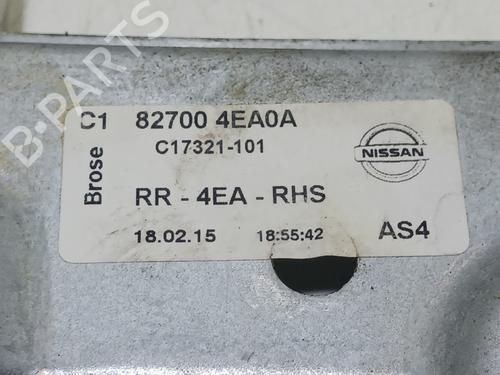 B-PARTS
C1 82700 4EA0A
C17321-101
Brose
NISSAN
RR - 4EA - RHS
18.02.15 18:55:42 AS4